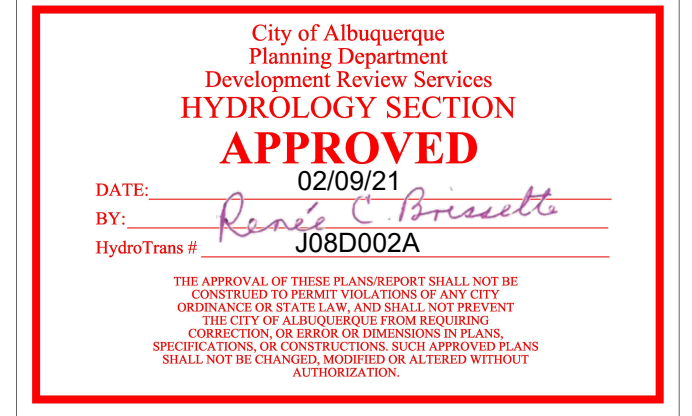 City of Albuquerque
Planning Department
Development Review Services
HYDROLOGY SECTION
APPROVED
DATE: 02/09/21
BY: Renée C. Brissette
HydroTrans # J08D002A
THE APPROVAL OF THESE PLANS/REPORT SHALL NOT BE
CONSTRUED TO PERMIT VIOLATIONS OF ANY CITY
ORDINANCE OR STATE LAW, AND SHALL NOT PREVENT
THE CITY OF ALBUQUERQUE FROM REQUIRING
CORRECTION, OR ERROR OR DIMENSIONS IN PLANS,
SPECIFICATIONS, OR CONSTRUCTIONS. SUCH APPROVED PLANS
SHALL NOT BE CHANGED, MODIFIED OR ALTERED WITHOUT
AUTHORIZATION.